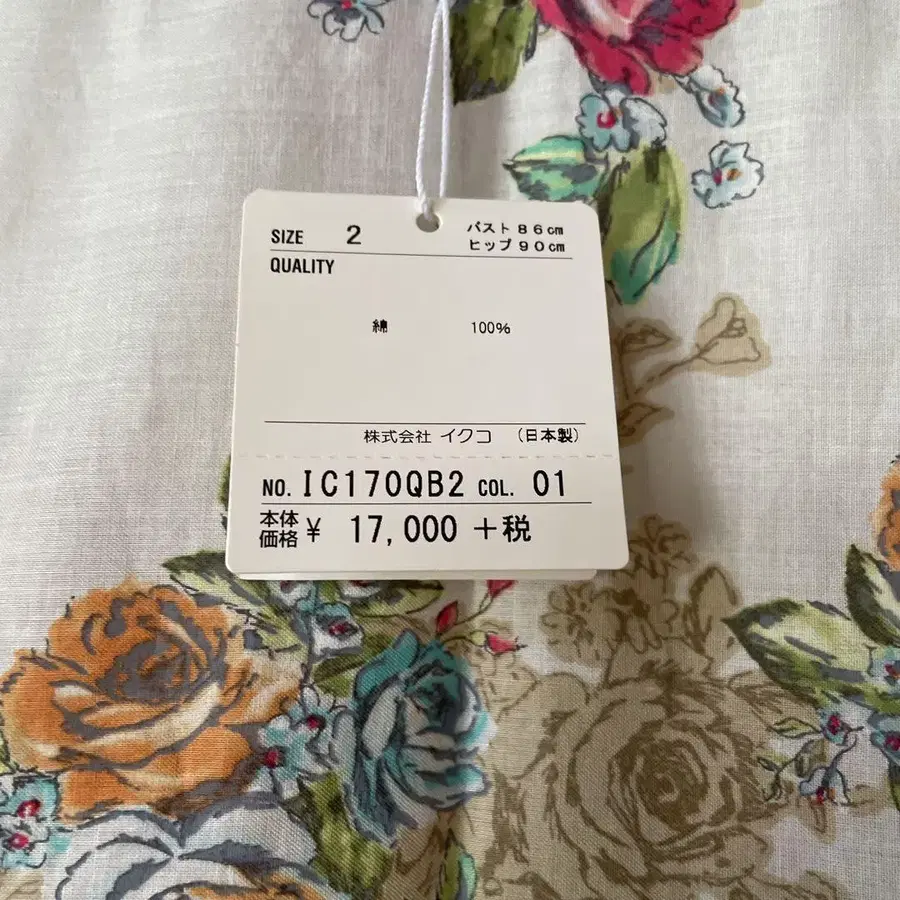 SIZE 2 バスト86cm
ヒップ90cm
QUALITY
綿 100%
株式会社 イクコ (日本製)
NO. IC170QB2 COL. 01
本体価格 ¥ 17,000 +税